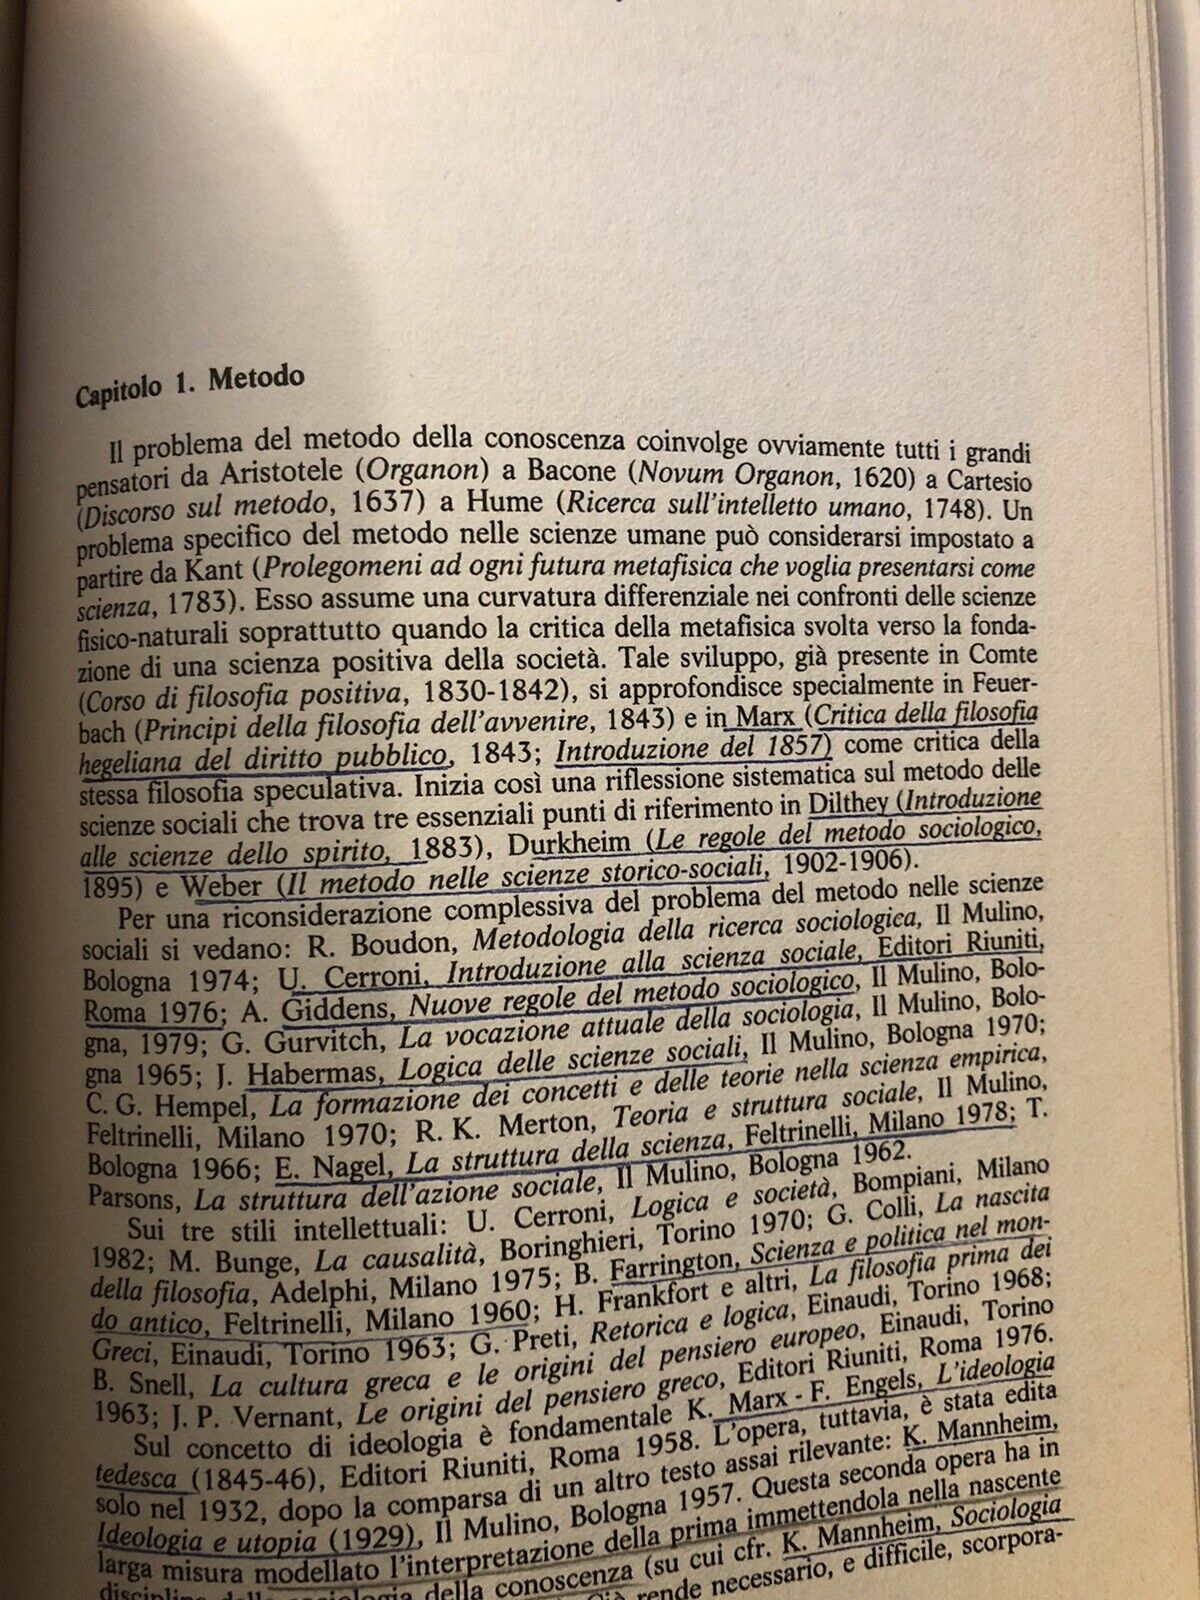 Capitolo 1. Metodo
Il problema del metodo della conoscenza coinvolge ovviamente tutti i grandi
pensatori da Aristotele (Organon) a Bacone (Novum Organon, 1620) a Cartesio
(Discorso sul metodo, 1637) a Hume (Ricerca sull'intelletto umano, 1748). Un
problema specifico del metodo nelle scienze umane può considerarsi impostato a
partire da Kant (Prolegomeni ad ogni futura metafisica che voglia presentarsi come
scienza, 1783). Esso assume una curvatura differenziale nei confronti delle scienze
fisico-naturali soprattutto quando la critica della metafisica svolta verso la fonda-
zione di una scienza positiva della società. Tale sviluppo, già presente in Comte
(Corso di filosofia positiva, 1830-1842), si approfondisce specialmente in Feuer-
bach (Principi della filosofia dell'avvenire, 1843) e in Marx (Critica della filosofia
hegeliana del diritto pubblico, 1843; Introduzione del 1857) come critica della
stessa filosofia speculativa. Inizia così una riflessione sistematica sul metodo delle
scienze sociali che trova tre essenziali punti di riferimento in Dilthey (Introduzione
alle scienze dello spirito, 1883), Durkheim (Le regole del metodo sociologico,
1895) e Weber (Il metodo nelle scienze storico-sociali, 1902-1906).
Per una riconsiderazione complessiva del problema del metodo nelle scienze
sociali si vedano: R. Boudon, Metodologia della ricerca sociologica, Il Mulino,
Bologna 1974; U. Cerroni, Introduzione alla scienza sociale, Editori Riuniti,
Roma 1976; A. Giddens, Nuove regole del metodo sociologico, Il Mulino, Bolo-
gna, 1979; G. Gurvitch, La vocazione attuale della sociologia, Il Mulino, Bolo-
gna 1965; J. Habermas, Logica delle scienze sociali, Il Mulino, Bologna 1970;
C. G. Hempel, La formazione dei concetti e delle teorie nella scienza empirica,
Feltrinelli, Milano 1970; R. K. Merton, Teoria e struttura sociale, Il Mulino,
Bologna 1966; E. Nagel, La struttura della scienza, Feltrinelli, Milano 1978; T.
Parsons, La struttura dell'azione sociale, Il Mulino, Bologna 1962.
Sui tre stili intellettuali: U. Cerroni, Logica e società, Bompiani, Milano
1982; M. Bunge, La causalità, Boringhieri, Torino 1970; G. Colli, La nascita
della filosofia, Adelphi, Milano 1975; B. Farrington, Scienza e politica nel mon-
do antico, Feltrinelli, Milano 1960; H. Frankfort e altri, La filosofia prima dei
Greci, Einaudi, Torino 1963; G. Preti, Retorica e logica, Einaudi, Torino 1968;
B. Snell, La cultura greca e le origini del pensiero europeo, Einaudi, Torino
1963; J. P. Vernant, Le origini del pensiero greco, Editori Riuniti, Roma 1976.
Sul concetto di ideologia è fondamentale K. Marx - F. Engels, L'ideologia
tedesca (1845-46), Editori Riuniti, Roma 1958. L'opera, tuttavia, è stata edita
solo nel 1932, dopo la comparsa di un altro testo assai rilevante: K. Mannheim,
Ideologia e utopia (1929), Il Mulino, Bologna 1957. Questa seconda opera ha in
larga misura modellato l'interpretazione della prima immettendola nella nascente
disciplina della sociologia della conoscenza (su cui cfr. K. Mannheim, Sociologia
rende necessario, e difficile, scorpora-